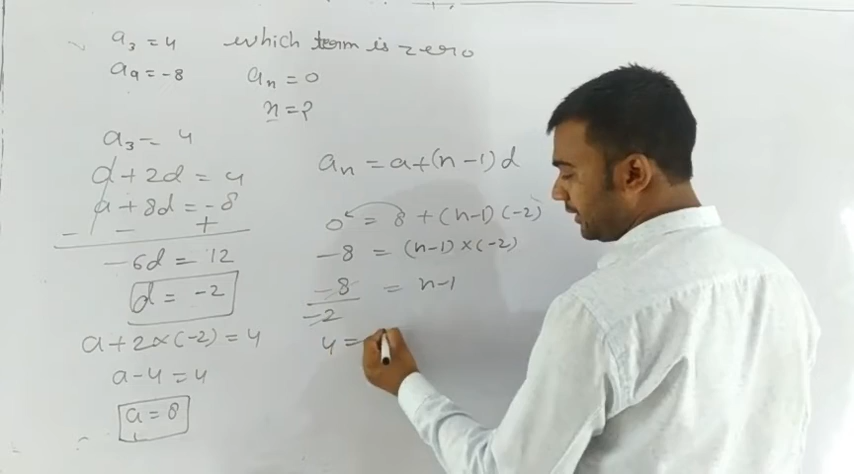 a₃ = 4 which term is zero
a₉ = -8 aₙ = 0
n = ?
a₃ = 4
a + 2d = 4
a + 8d = -8
- - +
-6d = 12
d = -2
a + 2 × (-2) = 4
a - 4 = 4
a = 8
aₙ = a + (n - 1) d
0 = 8 + (n - 1) (-2)
-8 = (n - 1) × (-2)
-8 = n - 1
-2
4 =